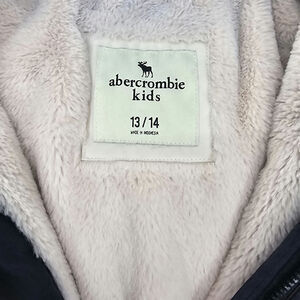 abercrombie
kids
13/14
MADE IN INDONESIA